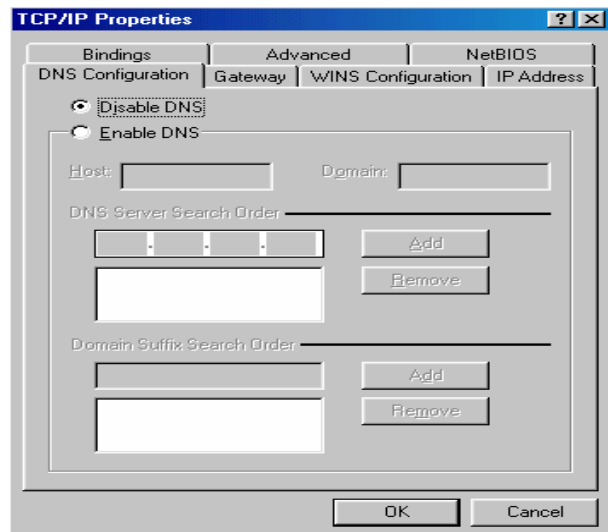 TCP/IP Properties
Bindings Advanced NetBIOS
DNS Configuration Gateway WINS Configuration IP Address
Disable DNS
Enable DNS
Host: Domain:
DNS Server Search Order
Add
Remove
Domain Suffix Search Order
Add
Remove
OK Cancel